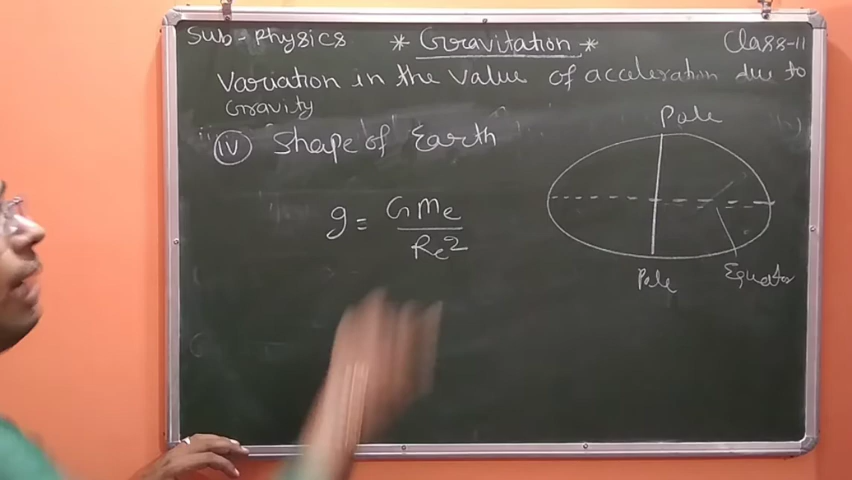 Sub - Physics * Gravitation * Class-11
Variation in the value of acceleration due to
Gravity
iv Shape of Earth
Pole
g = GMe
Re2
Pole
Equator